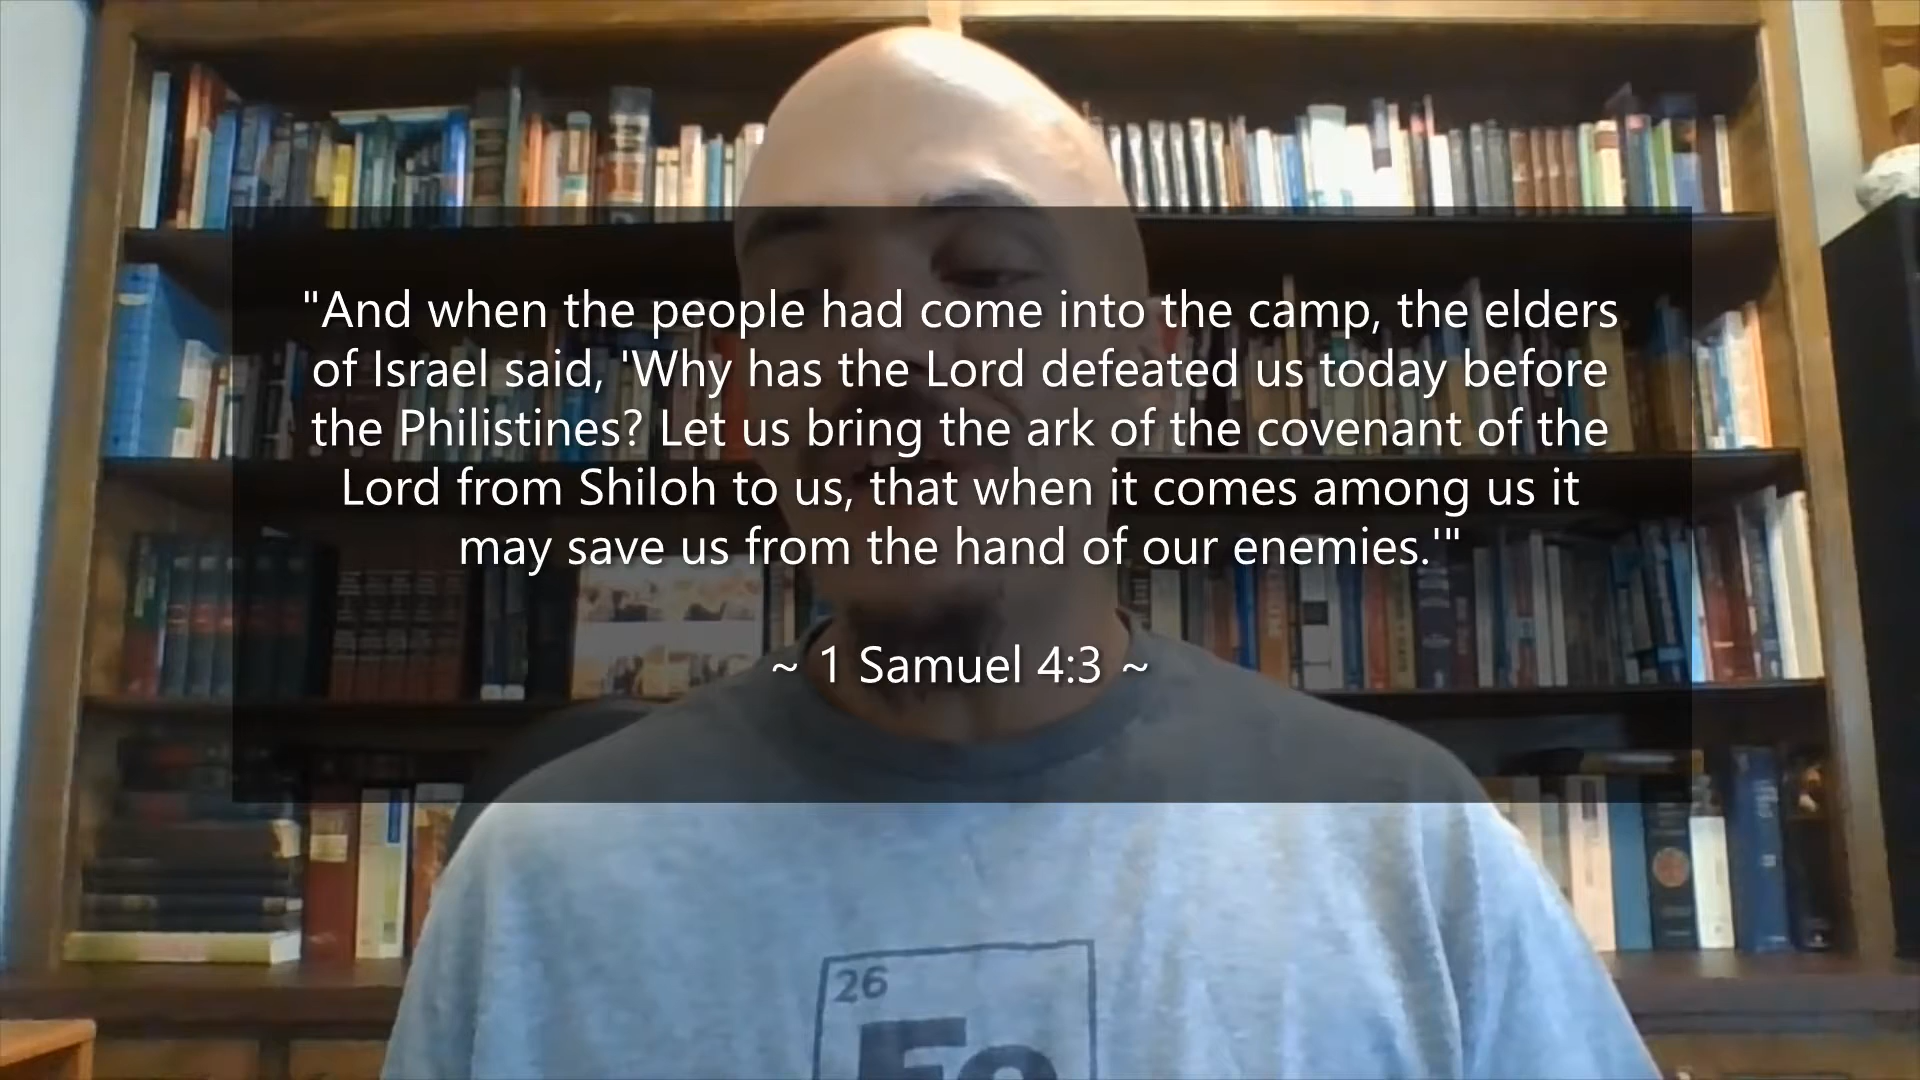 "And when the people had come into the camp, the elders
of Israel said, 'Why has the Lord defeated us today before
the Philistines? Let us bring the ark of the covenant of the
Lord from Shiloh to us, that when it comes among us it
may save us from the hand of our enemies.'"
~ 1 Samuel 4:3 ~
26
Fe